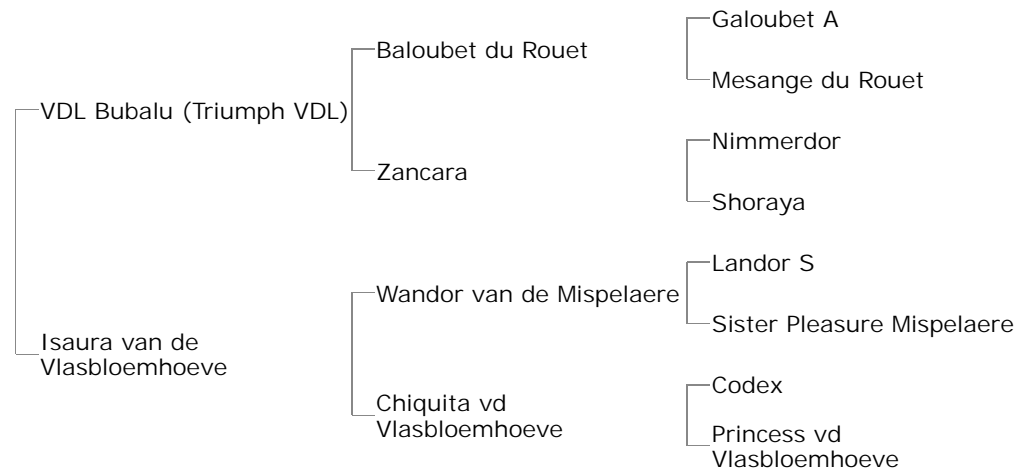 Galoubet A
Baloubet du Rouet
Mesange du Rouet
VDL Bubalu (Triumph VDL)
Nimmerdor
Zancara
Shoraya
Landor S
Wandor van de Mispelaere
Sister Pleasure Mispelaere
Isaura van de
Vlasbloemhoeve
Codex
Chiquita vd
Vlasbloemhoeve
Princess vd
Vlasbloemhoeve